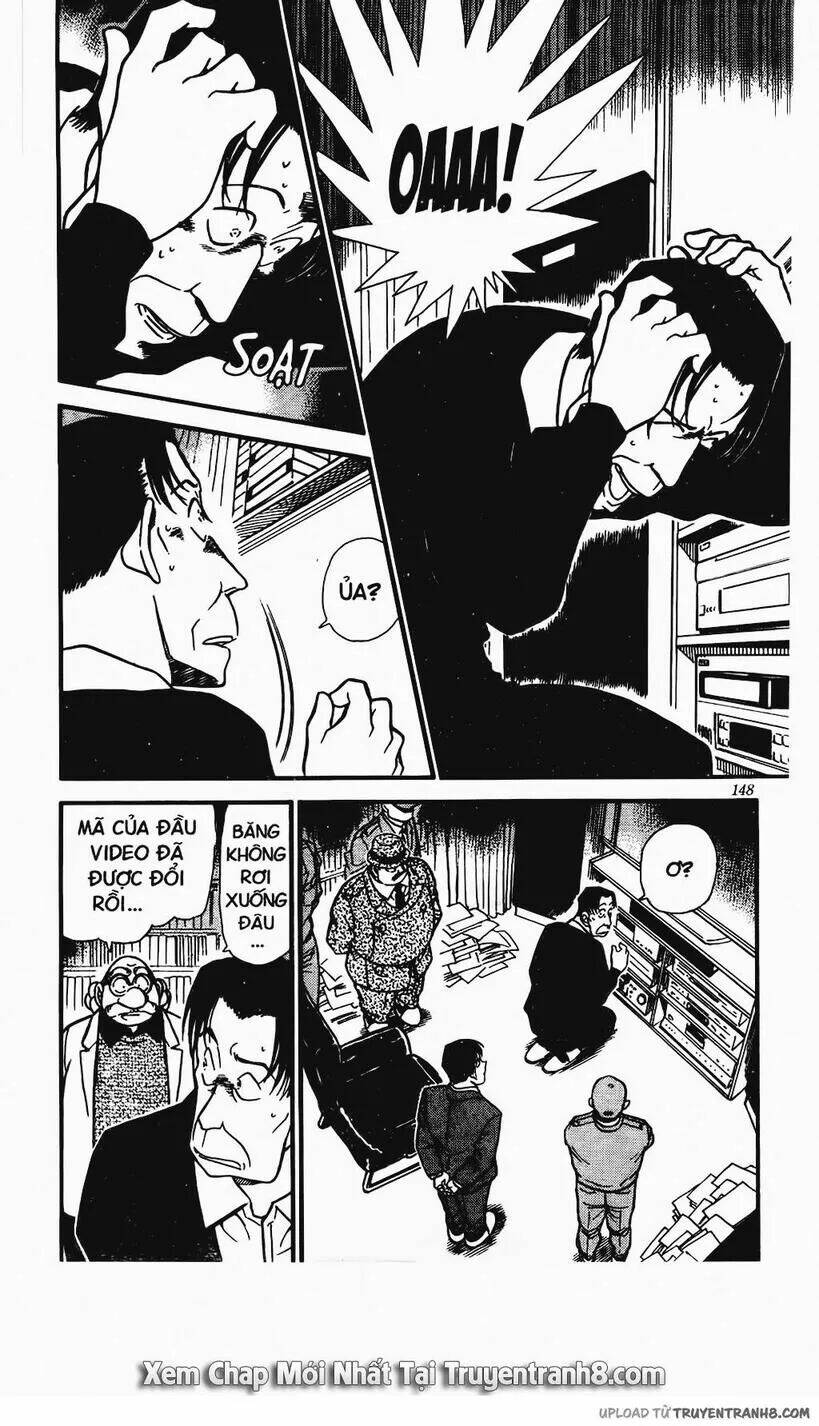 OAAA!
SOẠT
ỦA?
148
Ơ?
BĂNG
KHÔNG
RƠI
XUỐNG
ĐÂU
...
MÃ CỦA ĐẦU
VIDEO ĐÃ
ĐƯỢC ĐỔI
RỒI...
Xem Chap Mới Nhất Tại Truyentranh8.com
UPLOAD TỪ TRUYENTRANH8.COM